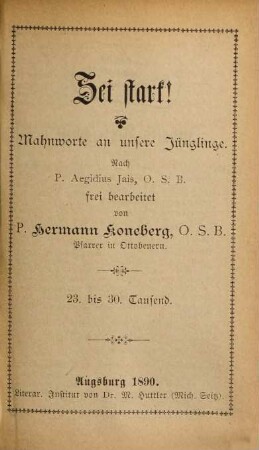 Sei stark!
Mahnworte an unsere Jünglinge.
Nach
P. Aegidius Jais, O. S. B.
frei bearbeitet
von
P. Hermann Koneberg, O. S. B.
Pfarrer in Ottobeuern.
23. bis 30. Tausend.
Augsburg 1890.
Literar. Institut von Dr. M. Huttler (Mich. Seitz).